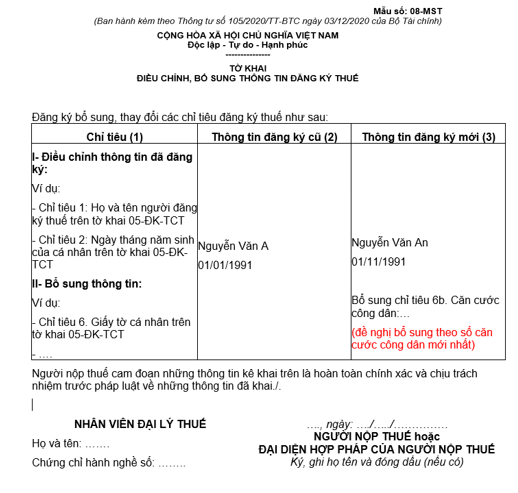 Mẫu số: 08-MST
(Ban hành kèm theo Thông tư số 105/2020/TT-BTC ngày 03/12/2020 của Bộ Tài chính)
CỘNG HÒA XÃ HỘI CHỦ NGHĨA VIỆT NAM
Độc lập - Tự do - Hạnh phúc
---------------
TỜ KHAI
ĐIỀU CHỈNH, BỔ SUNG THÔNG TIN ĐĂNG KÝ THUẾ
Đăng ký bổ sung, thay đổi các chỉ tiêu đăng ký thuế như sau:
Chỉ tiêu (1)
Thông tin đăng ký cũ (2)
Thông tin đăng ký mới (3)
I- Điều chỉnh thông tin đã đăng
ký:
Ví dụ:
- Chỉ tiêu 1: Họ và tên người đăng
ký thuế trên tờ khai 05-ĐK-TCT
- Chỉ tiêu 2: Ngày tháng năm sinh
của cá nhân trên tờ khai 05-ĐK-
TCT
II- Bổ sung thông tin:
Ví dụ:
- Chỉ tiêu 6. Giấy tờ cá nhân trên
tờ khai 05-ĐK-TCT
- ....
Nguyễn Văn A
01/01/1991
Nguyễn Văn An
01/11/1991
Bổ sung chỉ tiêu 6b. Căn cước
công dân:...
(đề nghị bổ sung theo số căn
cước công dân mới nhất)
Người nộp thuế cam đoan những thông tin kê khai trên là hoàn toàn chính xác và chịu trách
nhiệm trước pháp luật về những thông tin đã khai./.
NHÂN VIÊN ĐẠI LÝ THUẾ
Họ và tên: .......
Chứng chỉ hành nghề số: ........
...., ngày: ..../...../...............
NGƯỜI NỘP THUẾ hoặc
ĐẠI DIỆN HỢP PHÁP CỦA NGƯỜI NỘP THUẾ
Ký, ghi họ tên và đóng dấu (nếu có)